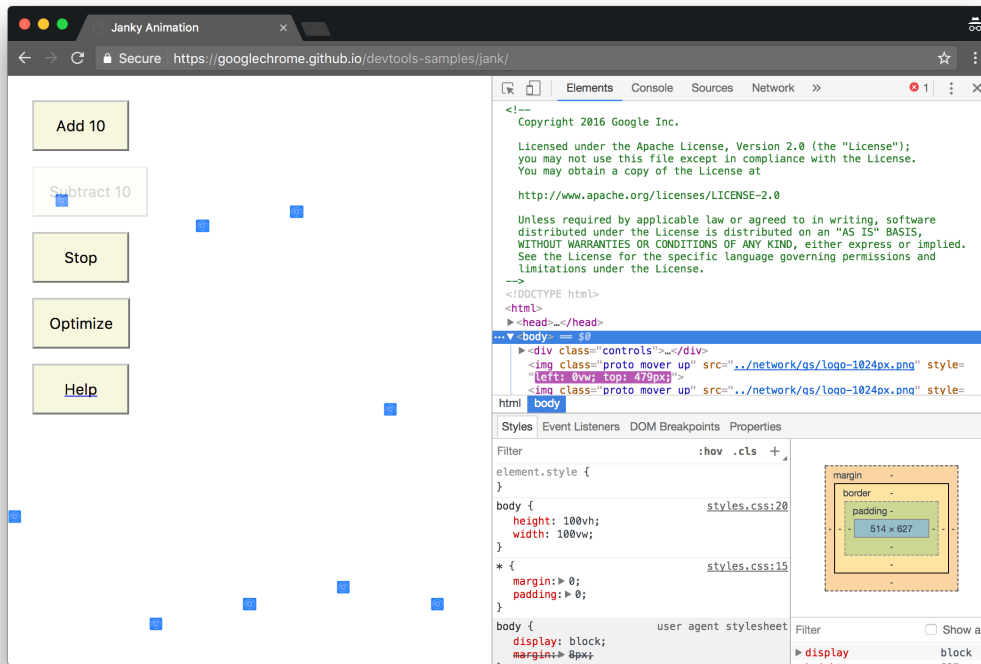 Janky Animation
Secure https://googlechrome.github.io/devtools-samples/jank/
Add 10
Subtract 10
Stop
Optimize
Help
Elements Console Sources Network » 1
<!--
Copyright 2016 Google Inc.
Licensed under the Apache License, Version 2.0 (the "License");
you may not use this file except in compliance with the License.
You may obtain a copy of the License at
http://www.apache.org/licenses/LICENSE-2.0
Unless required by applicable law or agreed to in writing, software
distributed under the License is distributed on an "AS IS" BASIS,
WITHOUT WARRANTIES OR CONDITIONS OF ANY KIND, either express or implied.
See the License for the specific language governing permissions and
limitations under the License.
-->
<!DOCTYPE html>
<html>
▶<head>…</head>
…▼<body> == $0
▶<div class="controls">…</div>
<img class="proto mover up" src="../network/gs/logo-1024px.png" style=
"left: 0vw; top: 479px;">
<img class="proto mover up" src="../network/gs/logo-1024px.png" style=
html body
Styles Event Listeners DOM Breakpoints Properties
Filter :hov .cls +
element.style {
}
body { styles.css:20
height: 100vh;
width: 100vw;
}
* { styles.css:15
margin:▶0;
padding:▶0;
}
body { user agent stylesheet
display: block;
margin:▶8px;
margin -
border -
padding -
514 × 627
-
-
-
Filter Show a
▶display block